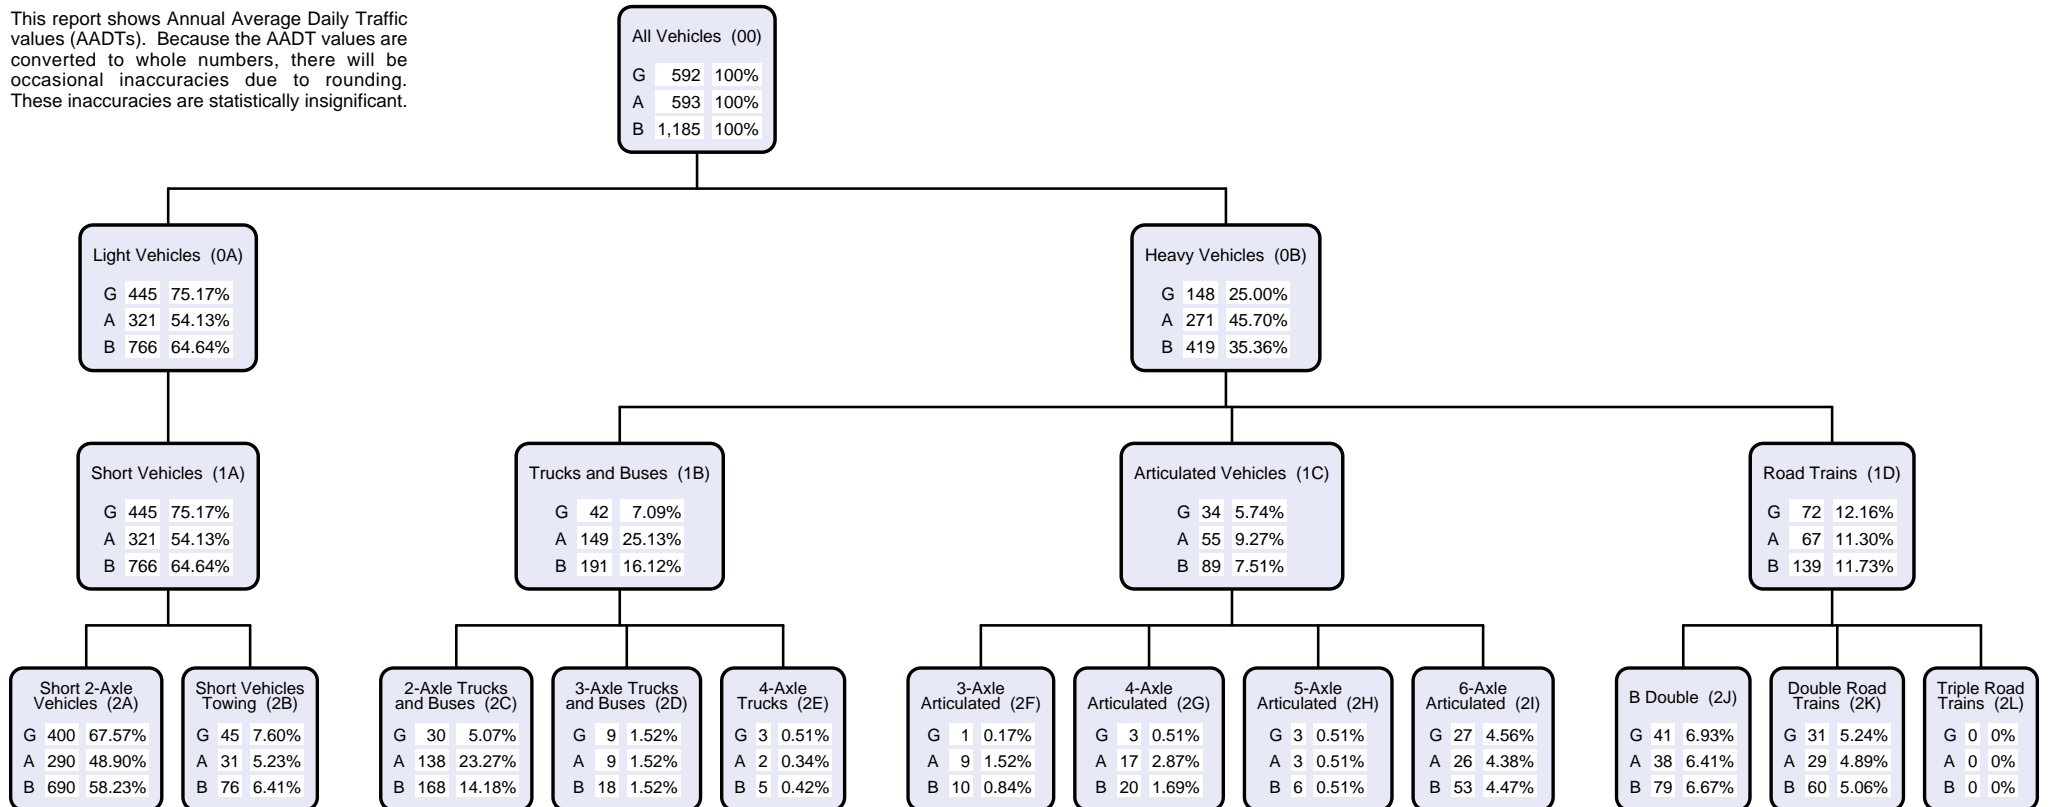 This report shows Annual Average Daily Traffic
values (AADTs). Because the AADT values are
converted to whole numbers, there will be
occasional inaccuracies due to rounding.
These inaccuracies are statistically insignificant.
All Vehicles (00)
G 592 100%
A 593 100%
B 1,185 100%
Light Vehicles (0A)
G 445 75.17%
A 321 54.13%
B 766 64.64%
Heavy Vehicles (0B)
G 148 25.00%
A 271 45.70%
B 419 35.36%
Short Vehicles (1A)
G 445 75.17%
A 321 54.13%
B 766 64.64%
Trucks and Buses (1B)
G 42 7.09%
A 149 25.13%
B 191 16.12%
Articulated Vehicles (1C)
G 34 5.74%
A 55 9.27%
B 89 7.51%
Road Trains (1D)
G 72 12.16%
A 67 11.30%
B 139 11.73%
Short 2-Axle
Vehicles (2A)
G 400 67.57%
A 290 48.90%
B 690 58.23%
Short Vehicles
Towing (2B)
G 45 7.60%
A 31 5.23%
B 76 6.41%
2-Axle Trucks
and Buses (2C)
G 30 5.07%
A 138 23.27%
B 168 14.18%
3-Axle Trucks
and Buses (2D)
G 9 1.52%
A 9 1.52%
B 18 1.52%
4-Axle
Trucks (2E)
G 3 0.51%
A 2 0.34%
B 5 0.42%
3-Axle
Articulated (2F)
G 1 0.17%
A 9 1.52%
B 10 0.84%
4-Axle
Articulated (2G)
G 3 0.51%
A 17 2.87%
B 20 1.69%
5-Axle
Articulated (2H)
G 3 0.51%
A 3 0.51%
B 6 0.51%
6-Axle
Articulated (2I)
G 27 4.56%
A 26 4.38%
B 53 4.47%
B Double (2J)
G 41 6.93%
A 38 6.41%
B 79 6.67%
Double Road
Trains (2K)
G 31 5.24%
A 29 4.89%
B 60 5.06%
Triple Road
Trains (2L)
G 0 0%
A 0 0%
B 0 0%